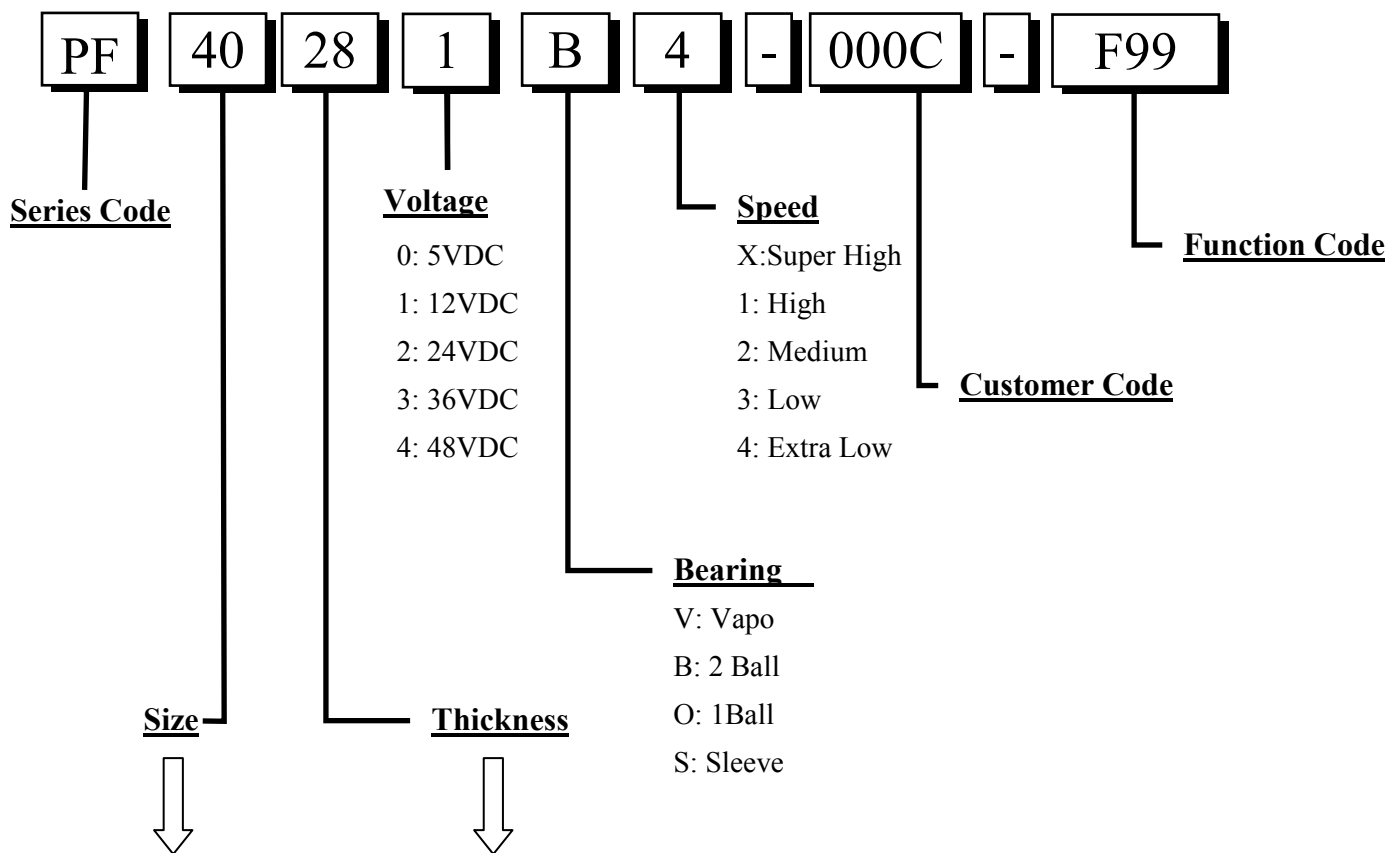 PF 40 28 1 B 4 - 000C - F99
Series Code
Voltage
0: 5VDC
1: 12VDC
2: 24VDC
3: 36VDC
4: 48VDC
Speed
X:Super High
1: High
2: Medium
3: Low
4: Extra Low
Function Code
Customer Code
Bearing
V: Vapo
B: 2 Ball
O: 1Ball
S: Sleeve
Size
Thickness